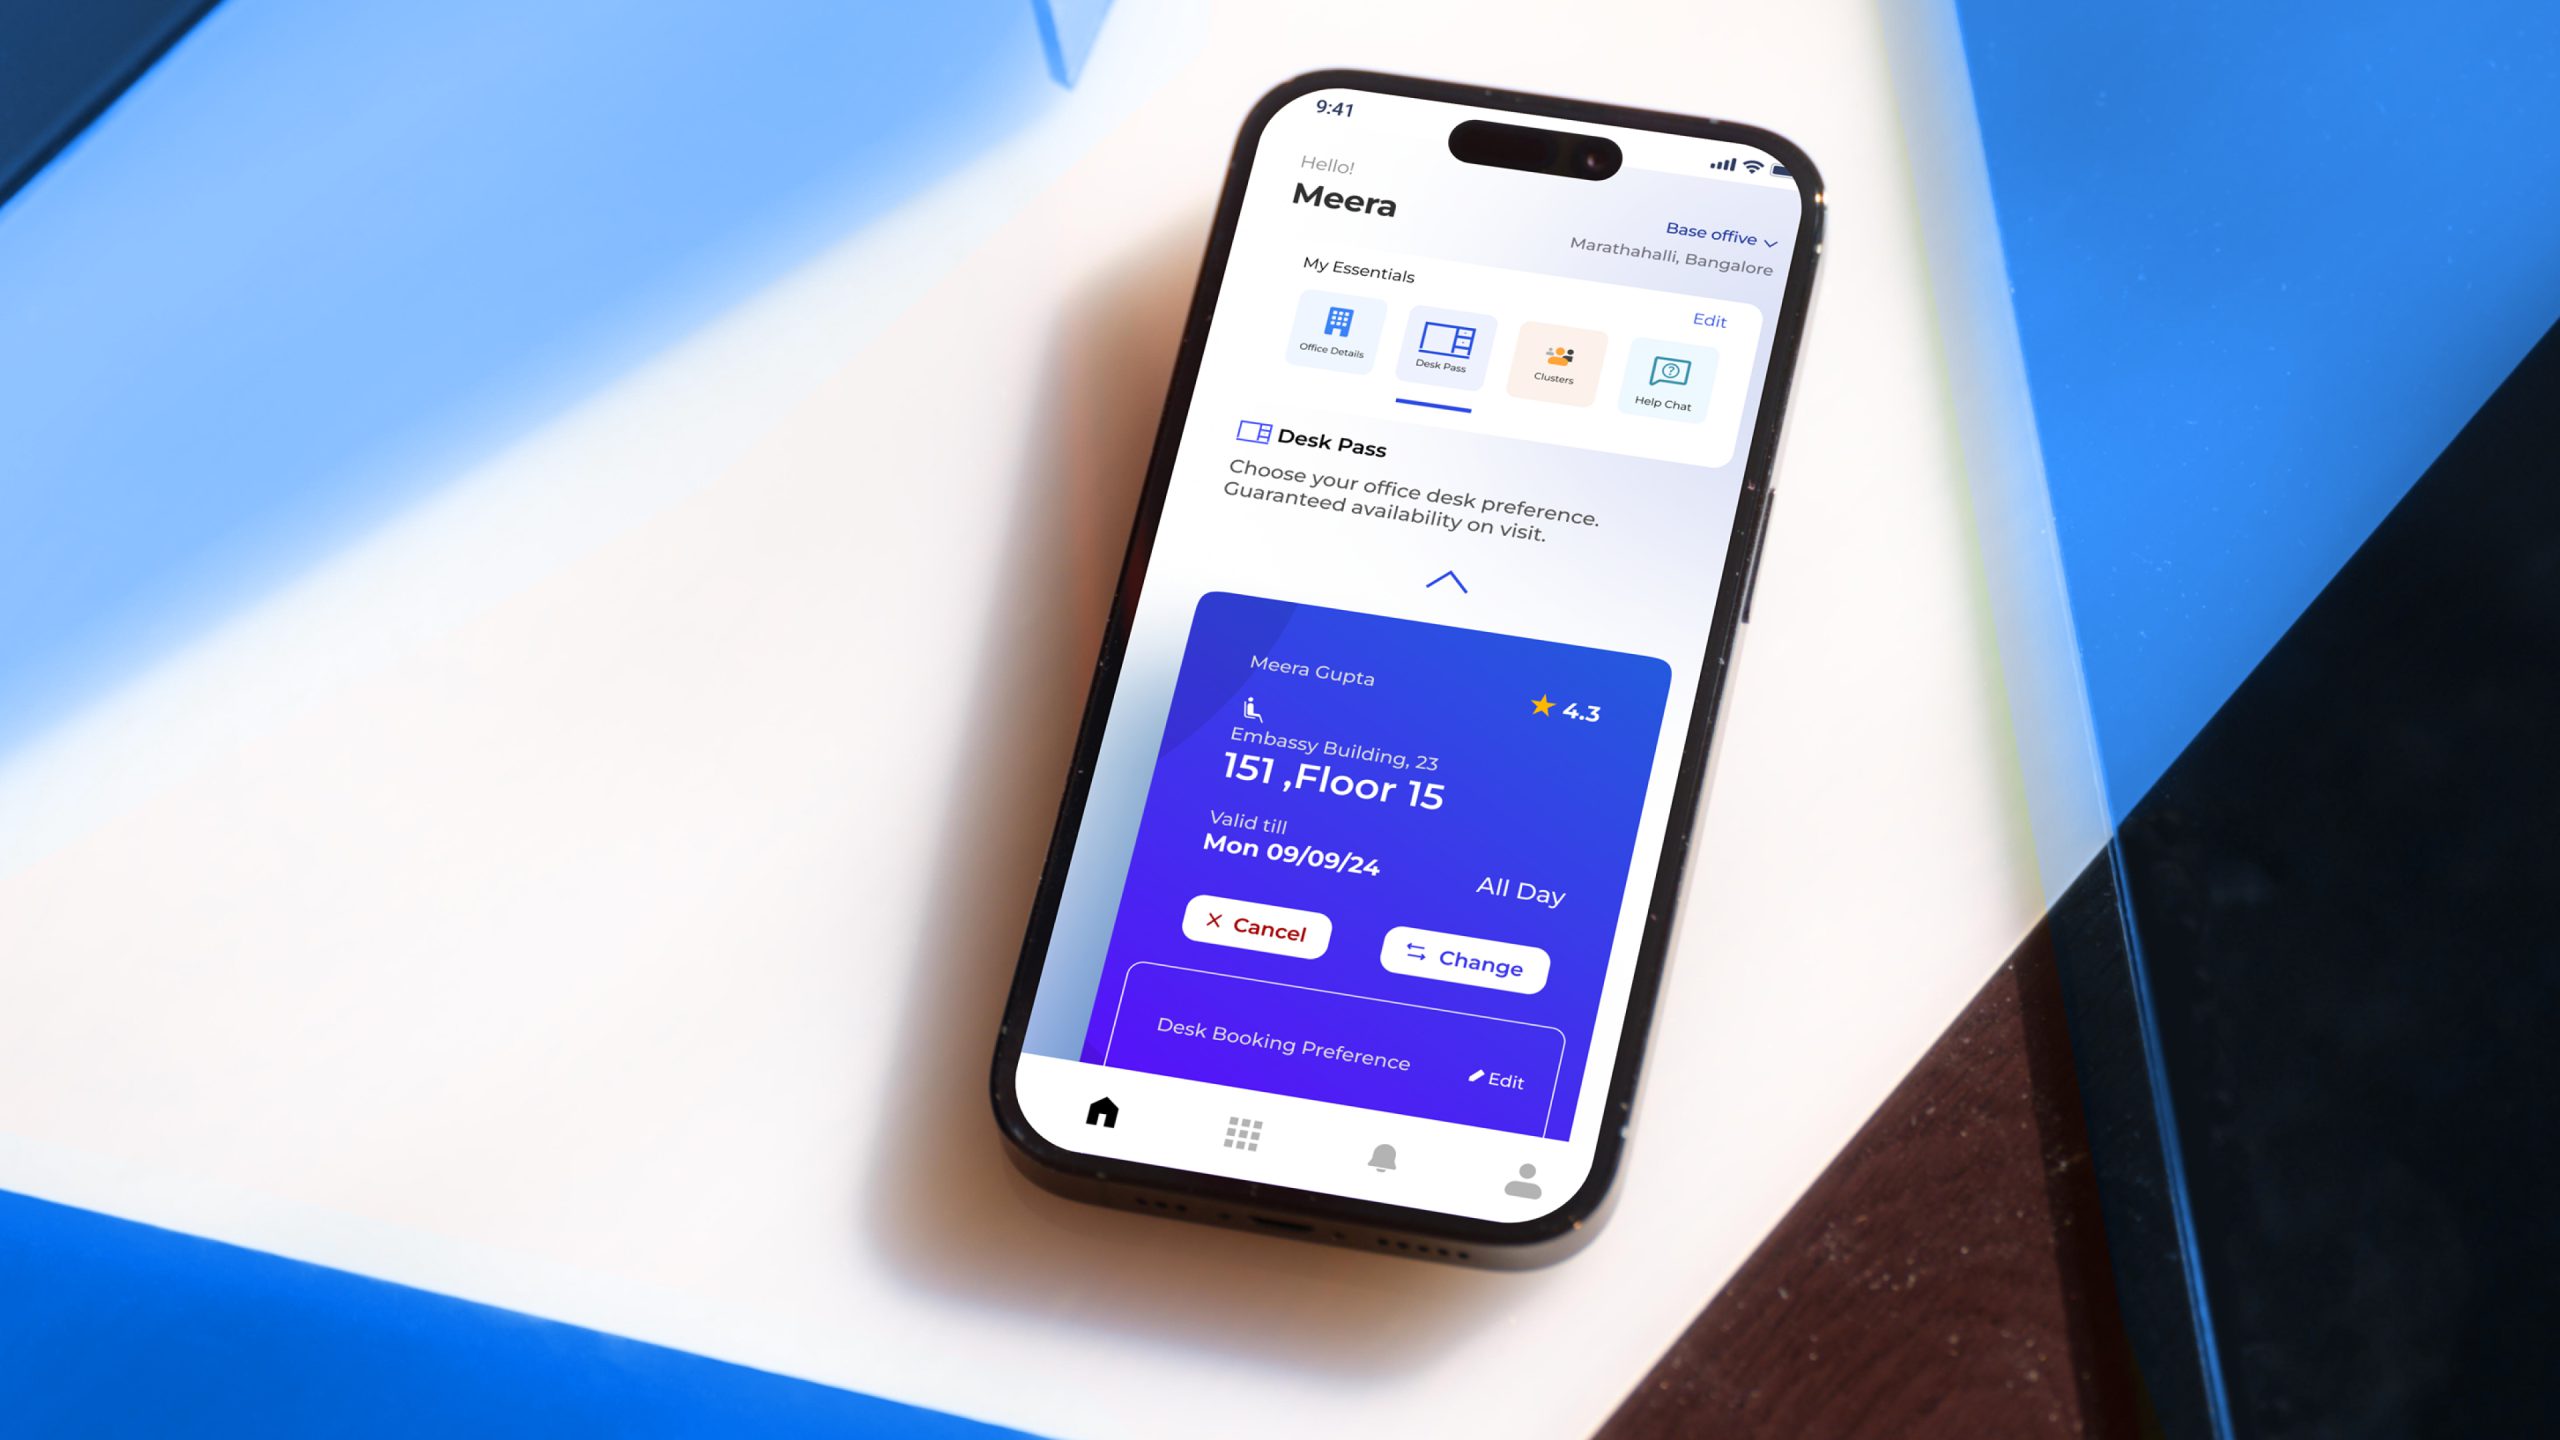 9:41
Hello!
Meera
Base offive
Marathahalli, Bangalore
My Essentials
Edit
Office Details
Desk Pass
Clusters
Help Chat
Desk Pass
Choose your office desk preference.
Guaranteed availability on visit.
Meera Gupta
4.3
Embassy Building, 23
151 ,Floor 15
Valid till
Mon 09/09/24
All Day
Cancel
Change
Desk Booking Preference
Edit